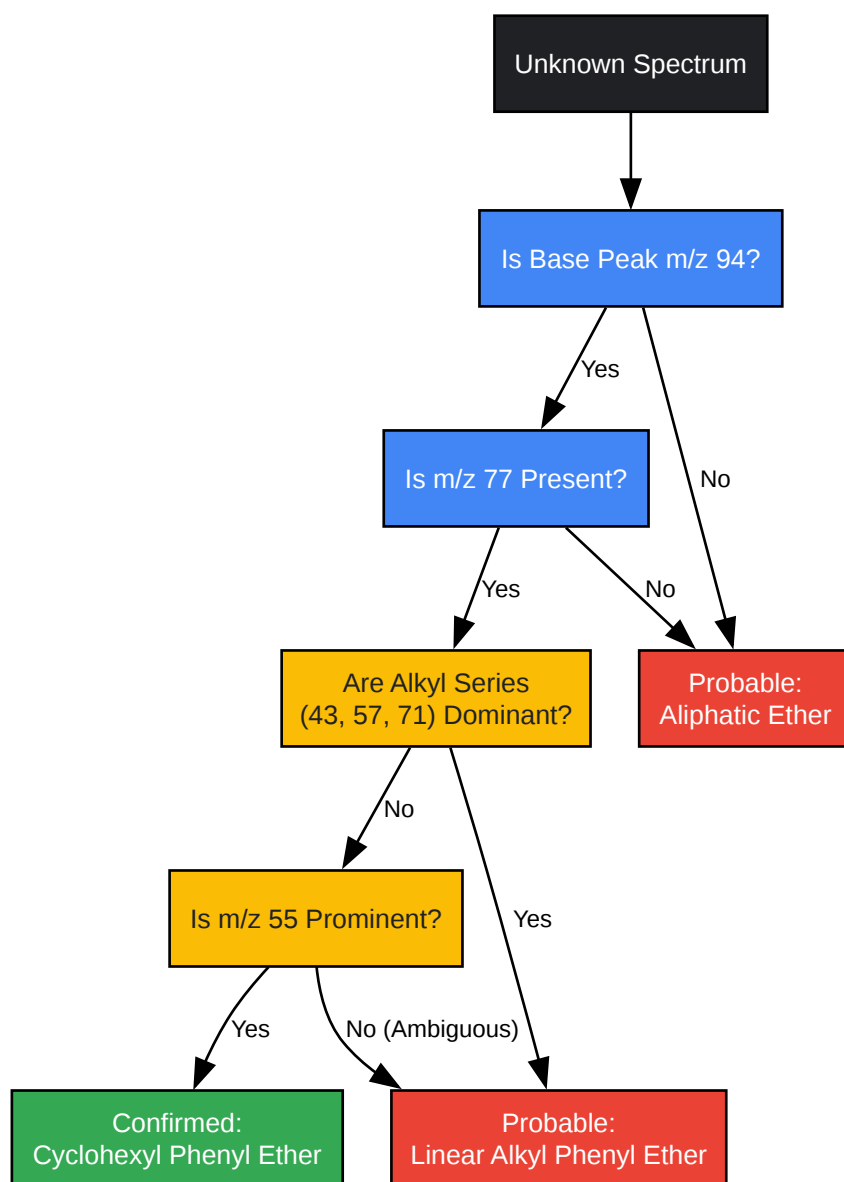 Unknown Spectrum
Is Base Peak m/z 94?
Yes
Is m/z 77 Present?
No
Yes
No
Are Alkyl Series
(43, 57, 71) Dominant?
Probable:
Aliphatic Ether
No
Is m/z 55 Prominent?
Yes
Yes
No (Ambiguous)
Confirmed:
Cyclohexyl Phenyl Ether
Probable:
Linear Alkyl Phenyl Ether